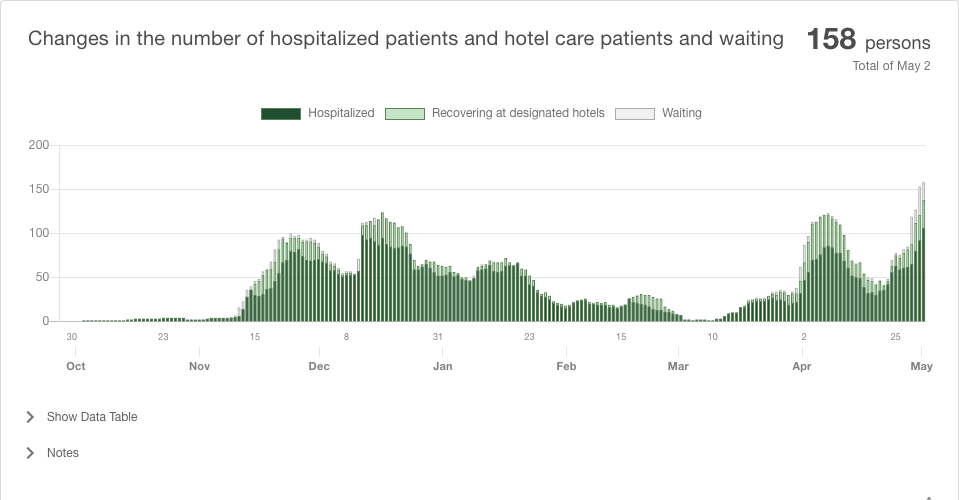 Changes in the number of hospitalized patients and hotel care patients and waiting
158 persons
Total of May 2
Hospitalized Recovering at designated hotels Waiting
200
150
100
50
0
30 23 15 8 31 23 15 10 2 25
Oct Nov Dec Jan Feb Mar Apr May
Show Data Table
Notes